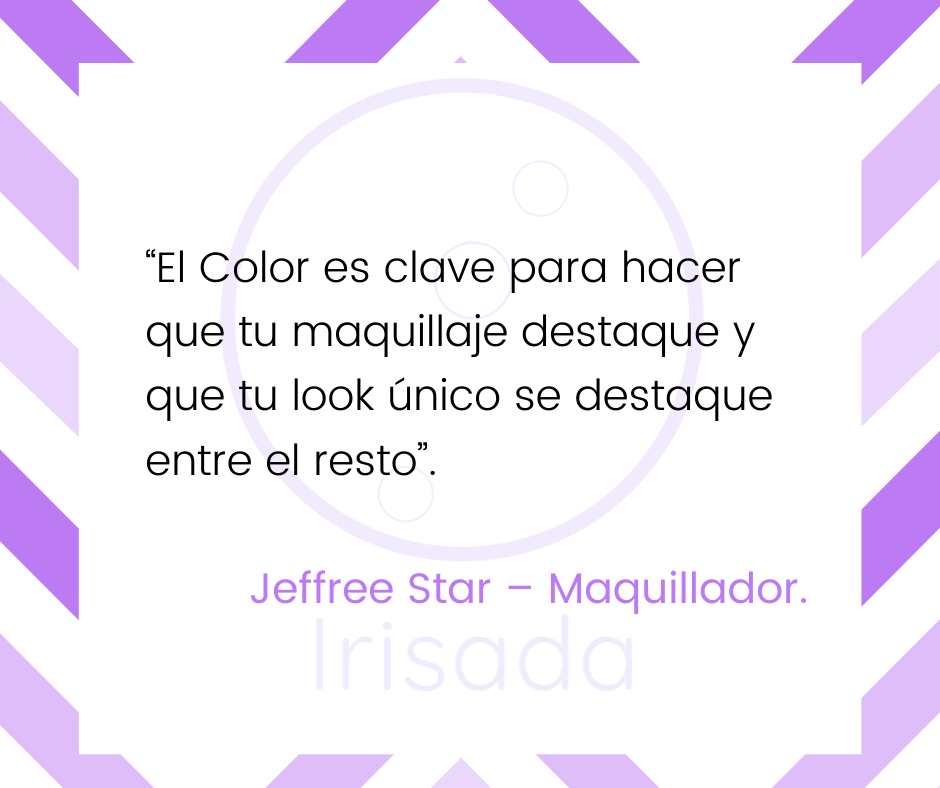 “El Color es clave para hacer
que tu maquillaje destaque y
que tu look único se destaque
entre el resto”.
Jeffree Star – Maquillador.
Irisada